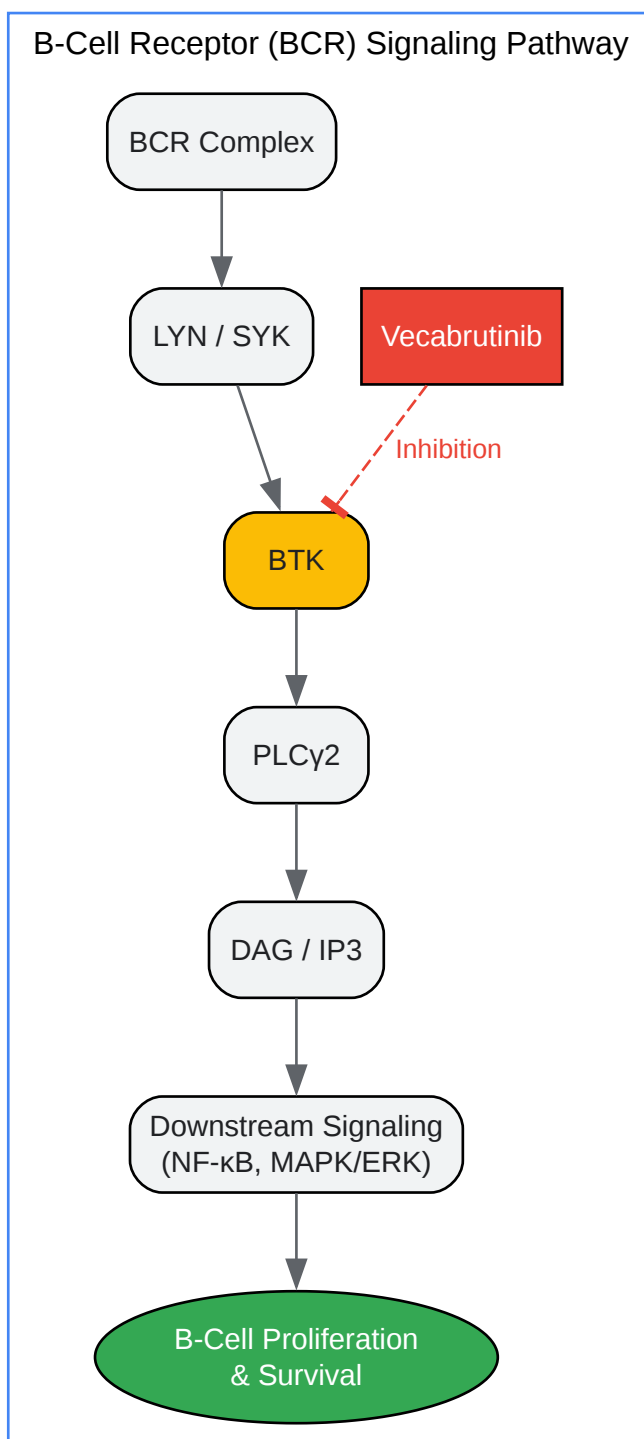 B-Cell Receptor (BCR) Signaling Pathway
BCR Complex
LYN / SYK
Vecabrutinib
Inhibition
BTK
PLCγ2
DAG / IP3
Downstream Signaling
(NF-κB, MAPK/ERK)
B-Cell Proliferation
& Survival